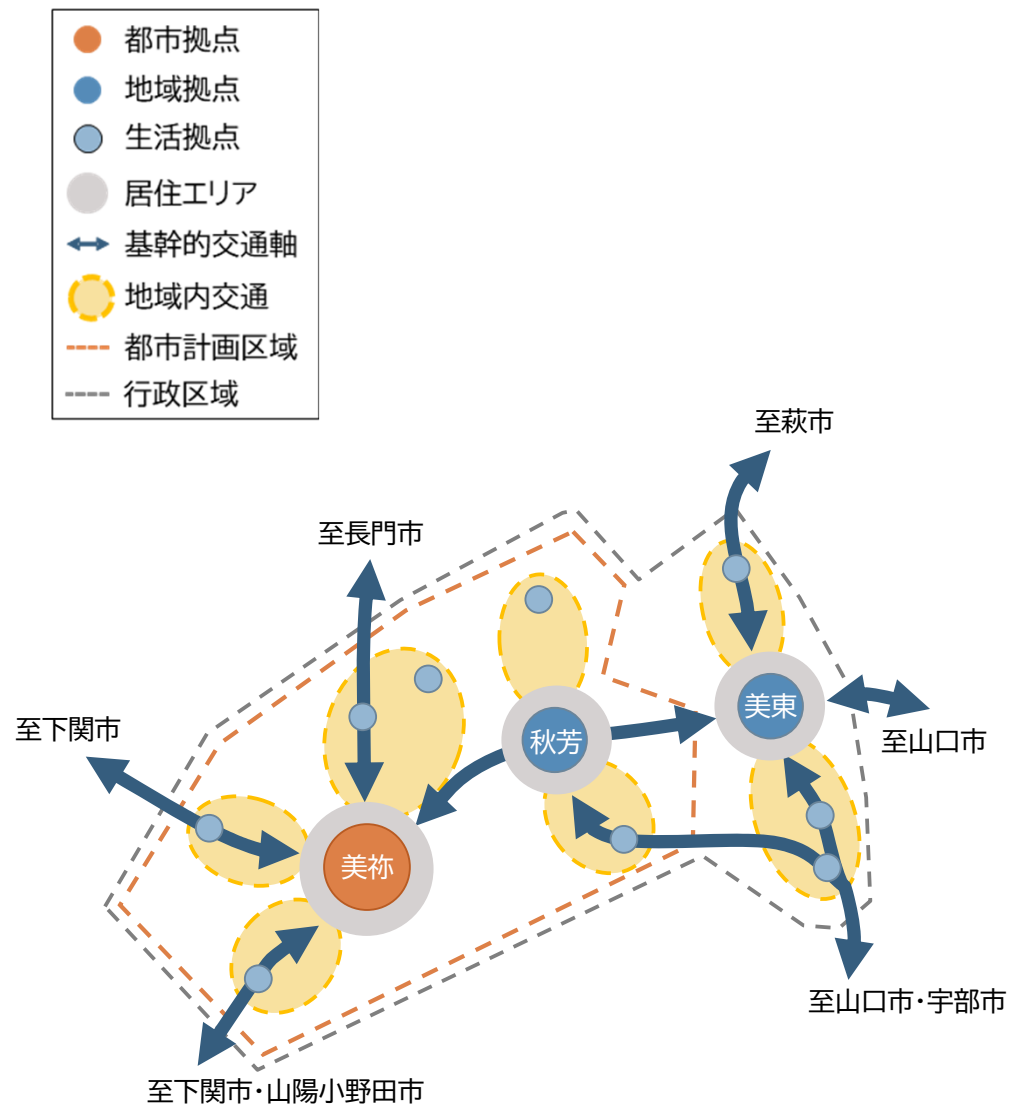 都市拠点
地域拠点
生活拠点
居住エリア
基幹的交通軸
地域内交通
都市計画区域
行政区域
至萩市
至長門市
至下関市
美東
秋芳
至山口市
美祢
至山口市・宇部市
至下関市・山陽小野田市